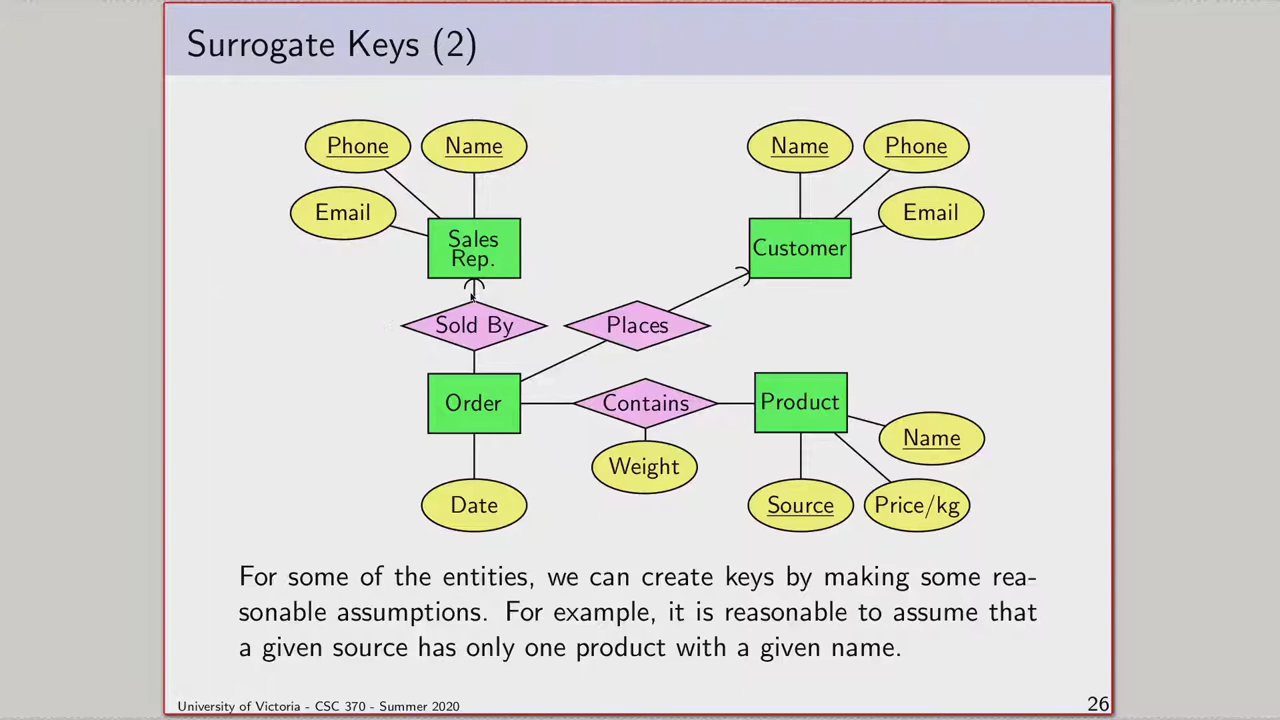 Surrogate Keys (2)
Phone
Name
Name
Phone
Email
Email
Sales
Rep.
Customer
Sold By
Places
Order
Contains
Product
Name
Weight
Date
Source
Price/kg
For some of the entities, we can create keys by making some rea-
sonable assumptions. For example, it is reasonable to assume that
a given source has only one product with a given name.
University of Victoria - CSC 370 - Summer 2020
26